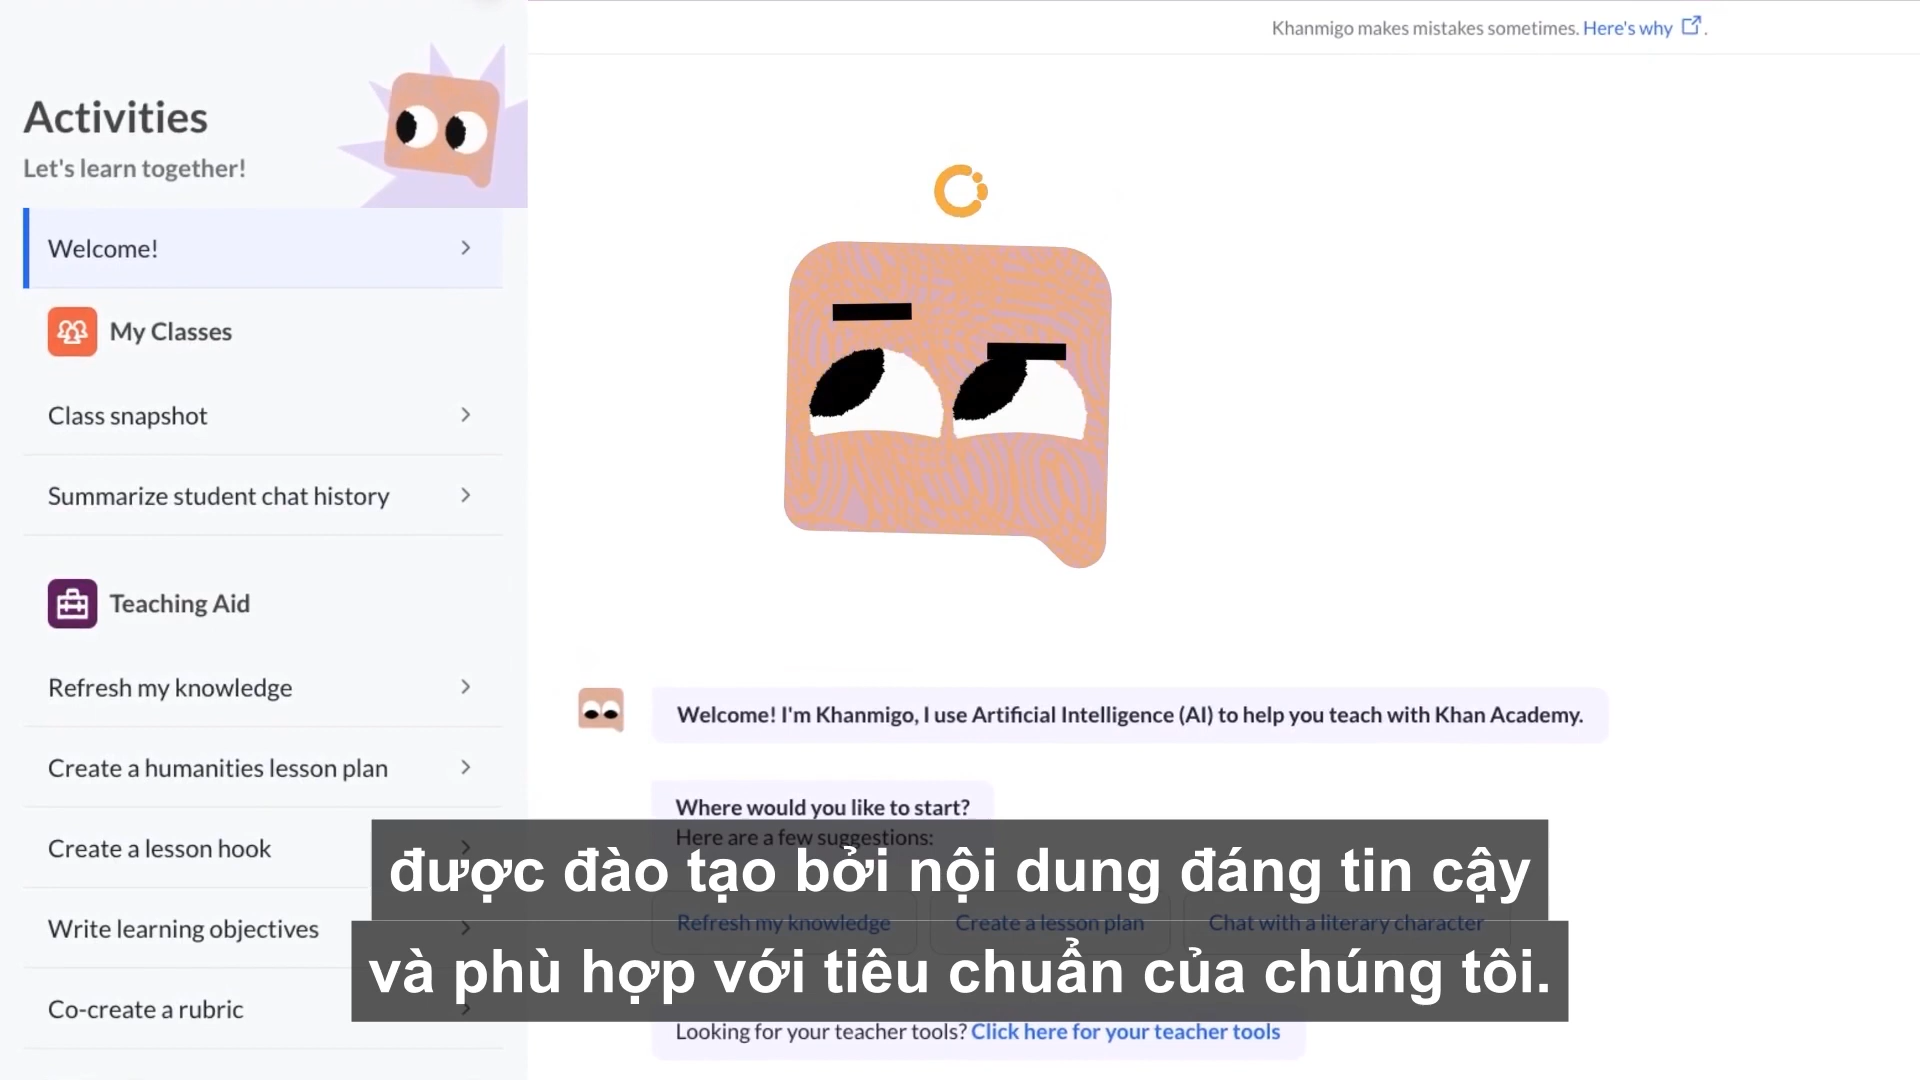 Khanmigo makes mistakes sometimes. Here's why.
Activities
Let's learn together!
Welcome!
My Classes
Class snapshot
Summarize student chat history
Teaching Aid
Refresh my knowledge
Create a humanities lesson plan
Create a lesson hook
Write learning objectives
Co-create a rubric
Welcome! I'm Khanmigo, I use Artificial Intelligence (AI) to help you teach with Khan Academy.
Where would you like to start?
Here are a few suggestions:
Refresh my knowledge
Create a lesson plan
Chat with a literary character
Looking for your teacher tools? Click here for your teacher tools
được đào tạo bởi nội dung đáng tin cậy
và phù hợp với tiêu chuẩn của chúng tôi.